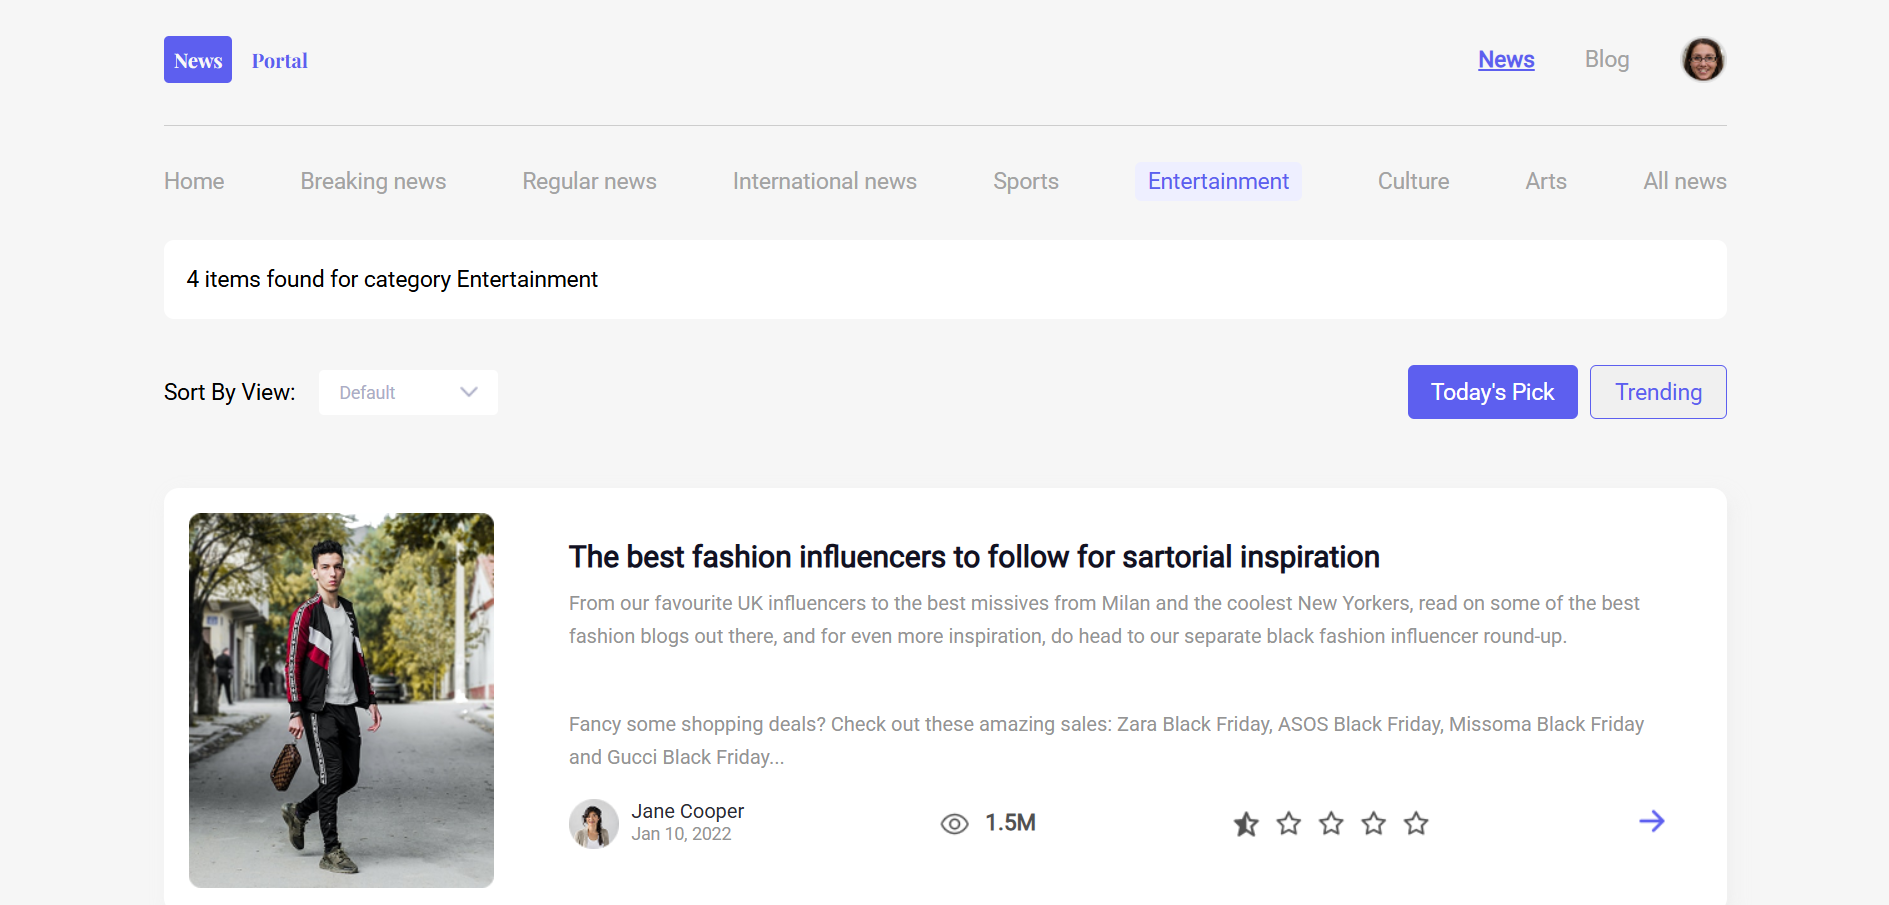 News Portal
News Blog
Home Breaking news Regular news International news Sports Entertainment Culture Arts All news
4 items found for category Entertainment
Sort By View: Default
Today's Pick Trending
The best fashion influencers to follow for sartorial inspiration
From our favourite UK influencers to the best missives from Milan and the coolest New Yorkers, read on some of the best
fashion blogs out there, and for even more inspiration, do head to our separate black fashion influencer round-up.
Fancy some shopping deals? Check out these amazing sales: Zara Black Friday, ASOS Black Friday, Missoma Black Friday
and Gucci Black Friday...
Jane Cooper
Jan 10, 2022
1.5M